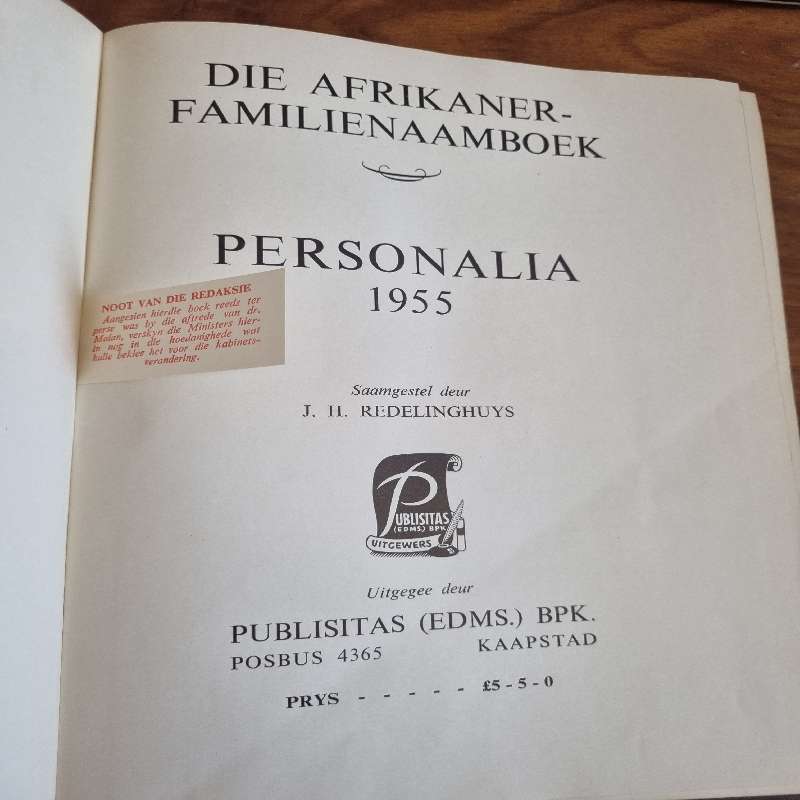 DIE AFRIKANER-
FAMILIENAAMBOEK
PERSONALIA
1955
NOOT VAN DIE REDAKSIE
Aangesien hierdie boek reeds ter
perse was by die aftrede van dr.
Malan, verskyn die Ministers hier-
in nog in die hoedanighede wat
hulle beklee het voor die kabinets-
verandering.
Saamgestel deur
J. H. REDELINGHUYS
PUBLISITAS
(EDMS.) BPK
UITGEWERS
Uitgegee deur
PUBLISITAS (EDMS.) BPK.
POSBUS 4365 KAAPSTAD
PRYS - - - - - £5-5-0